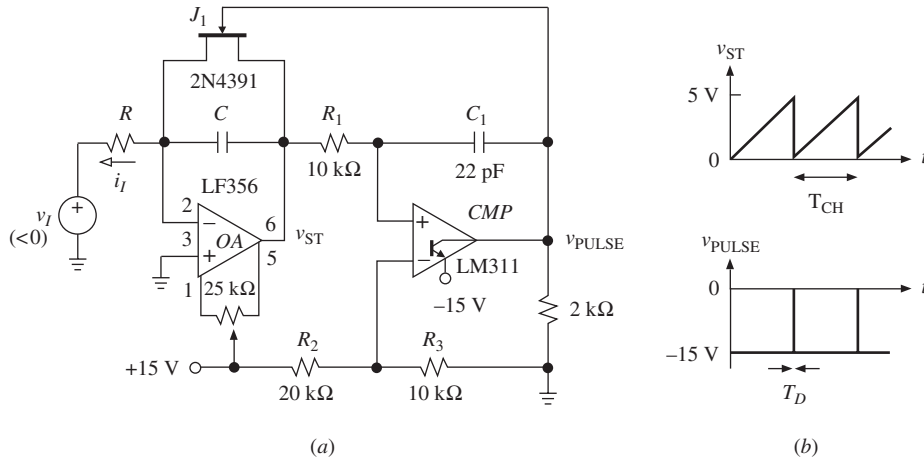 J1
2N4391
R
C
R1
C1
10 kΩ
22 pF
iI
LF356
vI
(<0)
2
−
6
3
OA
+
5
1
vST
25 kΩ
+
CMP
−
LM311
−15 V
vPULSE
2 kΩ
+15 V
R2
R3
20 kΩ
10 kΩ
+
vST
5 V
0
t
TCH
vPULSE
0
t
−15 V
TD
(a)
(b)